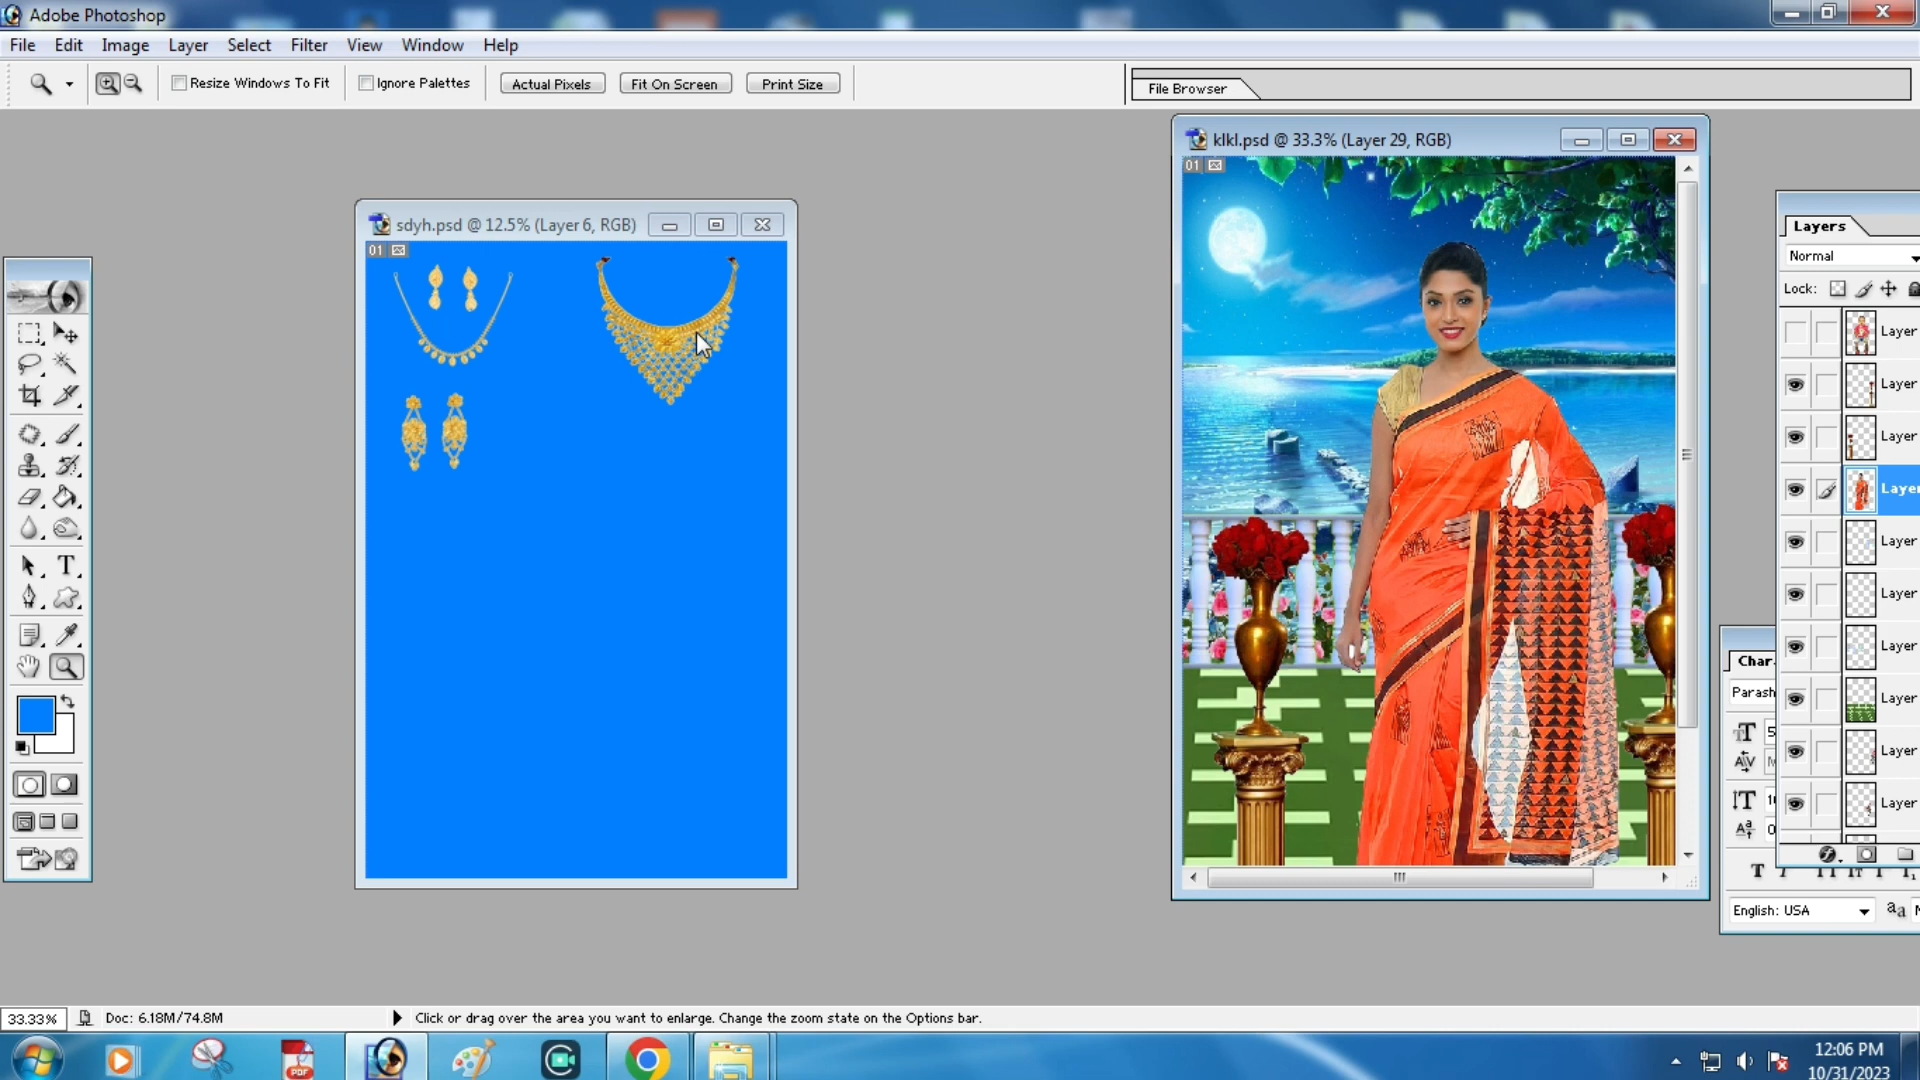 Adobe Photoshop
File Edit Image Layer Select Filter View Window Help
Resize Windows To Fit Ignore Palettes Actual Pixels Fit On Screen Print Size
File Browser
klkl.psd @ 33.3% (Layer 29, RGB)
01
sdyh.psd @ 12.5% (Layer 6, RGB)
01
Layers
Normal
Lock:
Layer
Layer
Layer
Layer
Layer
Layer
Layer
Layer
Layer
Layer
Char
Parash
English: USA
33.33% Doc: 6.18M/74.8M Click or drag over the area you want to enlarge. Change the zoom state on the Options bar.
PDF
12:06 PM
10/31/2023